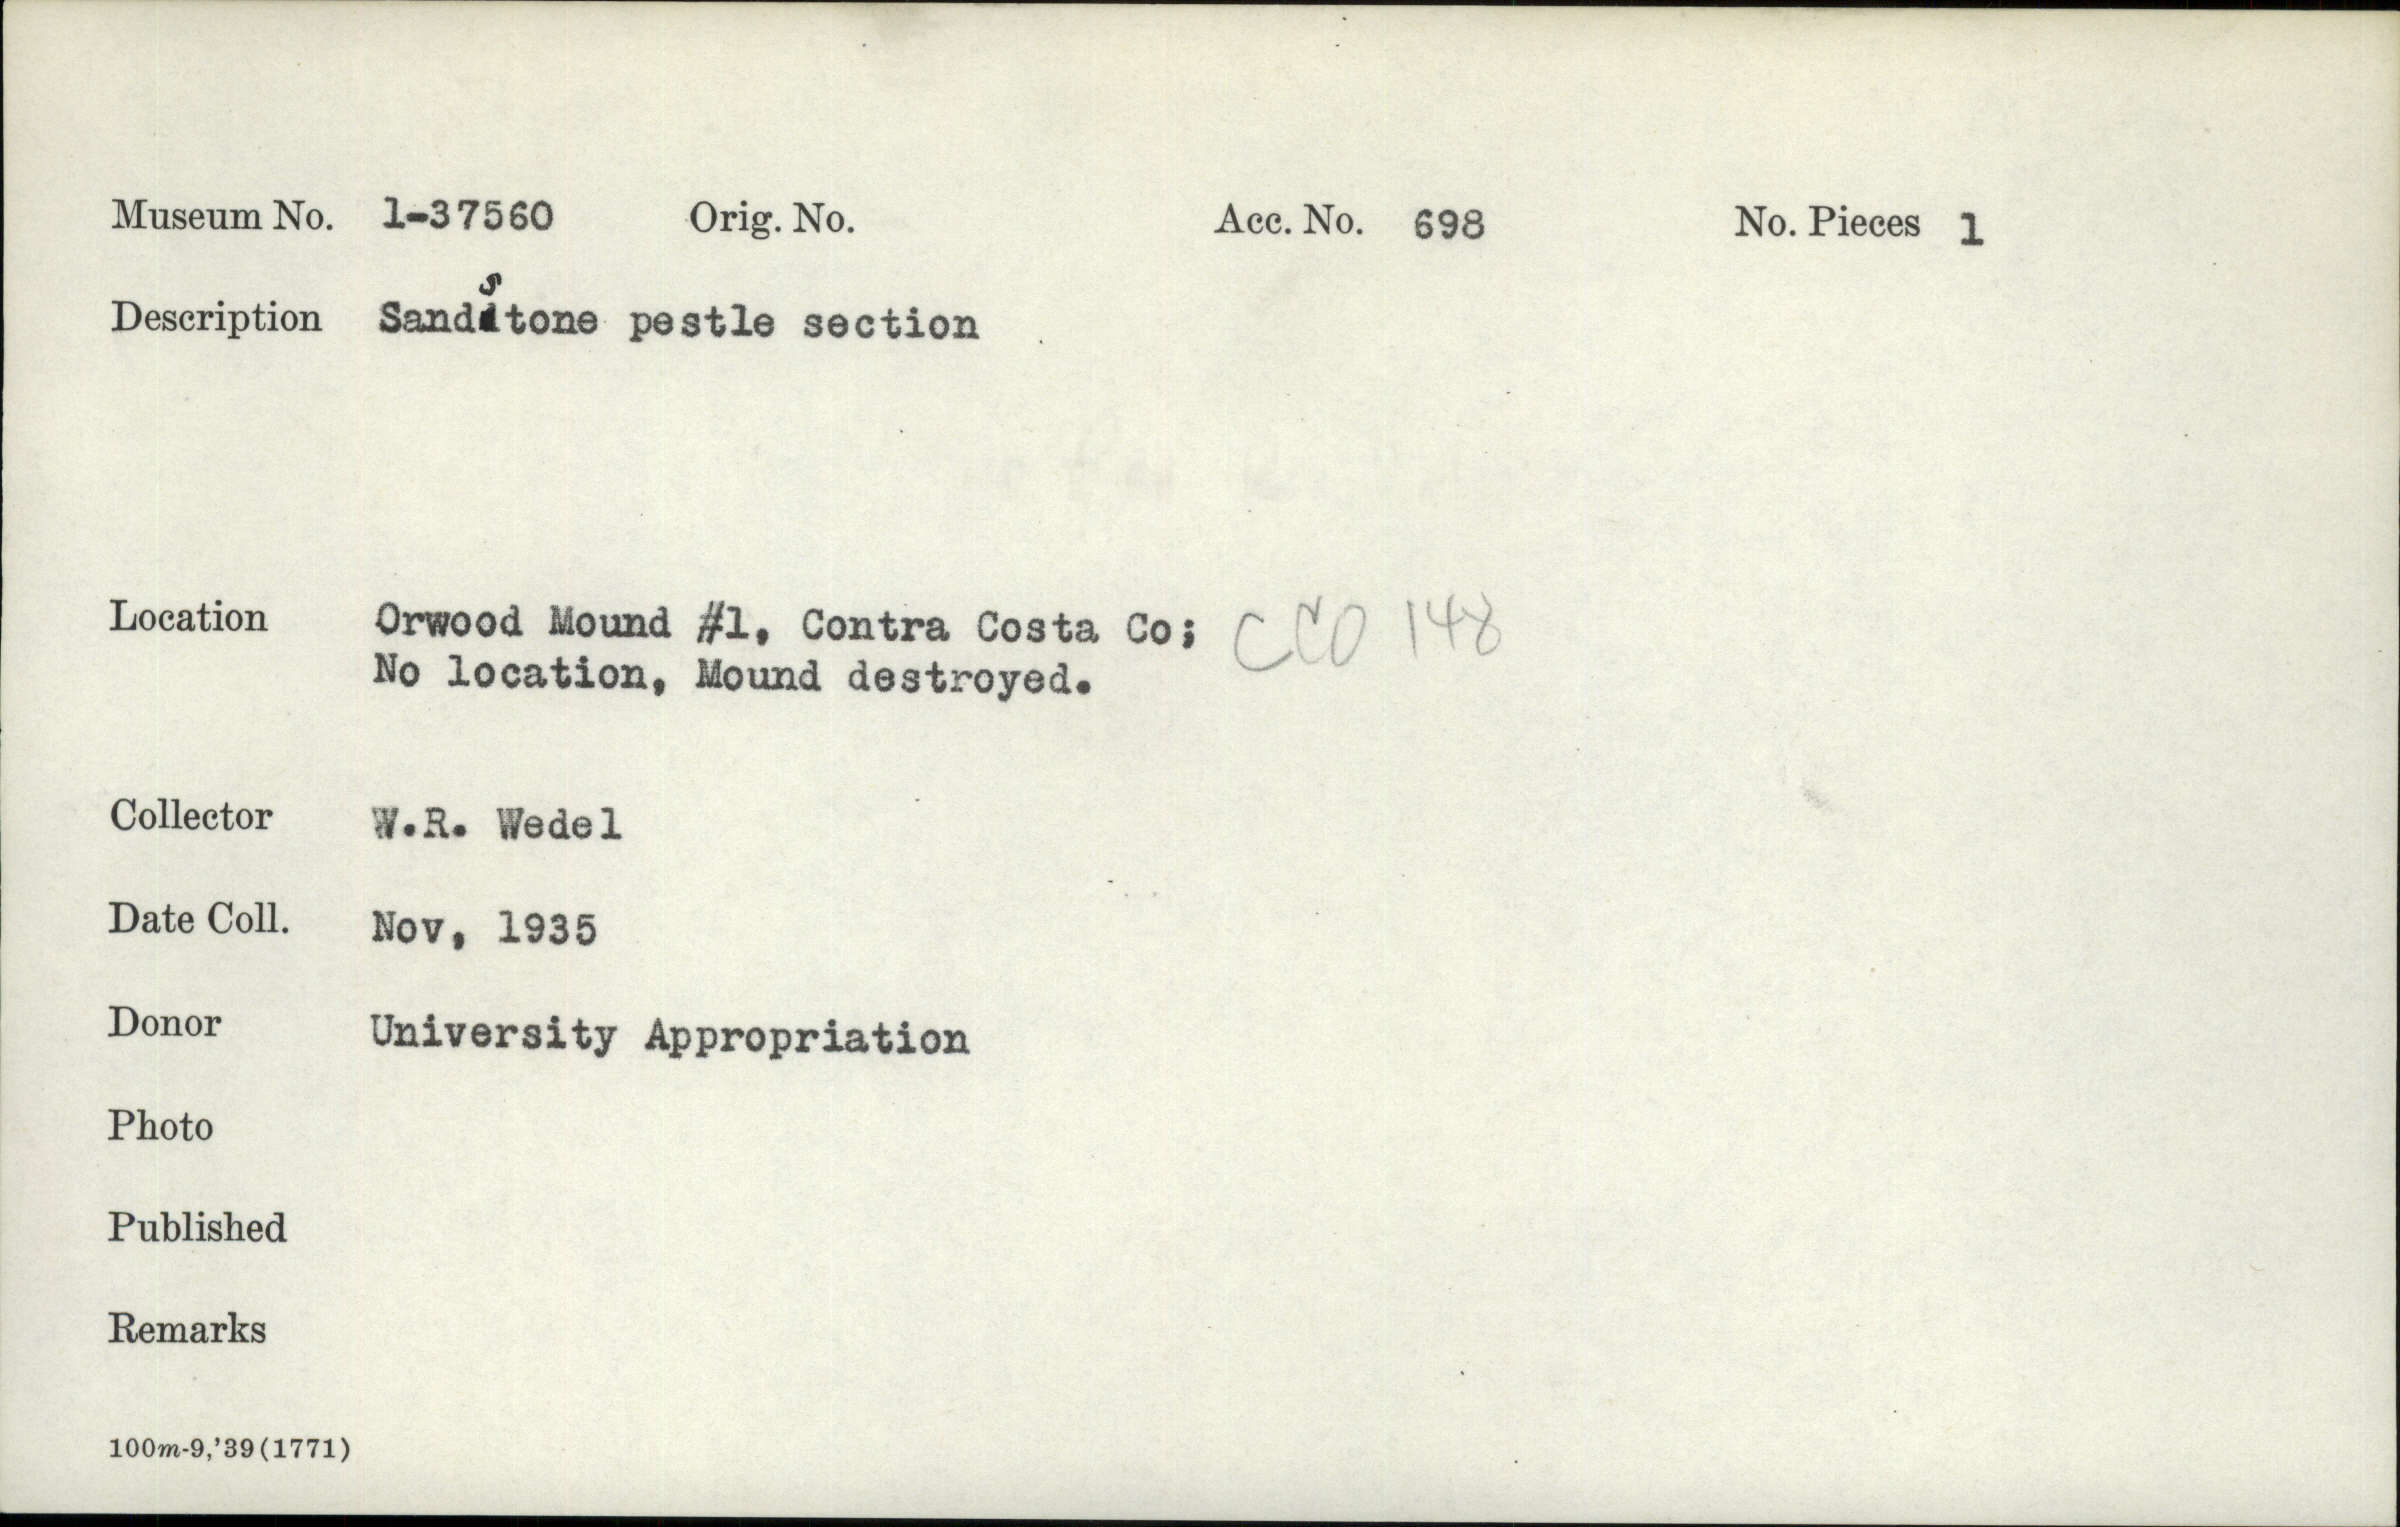 Museum No. 1-37560 Orig. No. Acc. No. 698 No. Pieces 1
Description Sandstone pestle section
Location Orwood Mound #1, Contra Costa Co; CCO 148
No location, Mound destroyed.
Collector W.R. Wedel
Date Coll. Nov, 1935
Donor University Appropriation
Photo
Published
Remarks
100m-9,'39(1771)